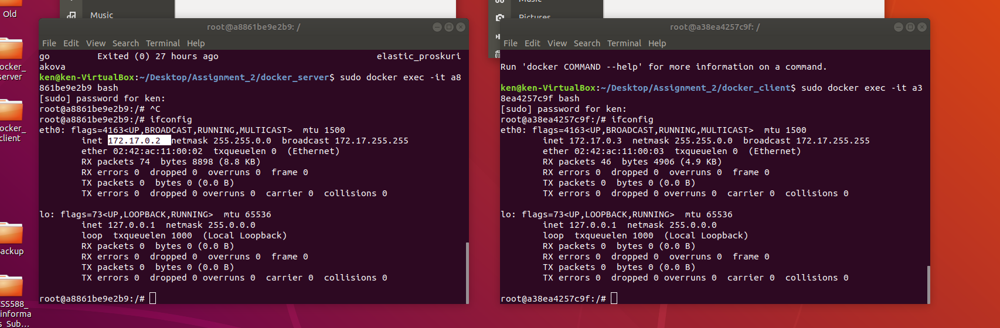 Old
Music
Music
Pictures
root@a8861be9e2b9: /
File Edit View Search Terminal Help
go         Exited (0) 27 hours ago                              elastic_proskuri
akova
ken@ken-VirtualBox:~/Desktop/Assignment_2/docker_server$ sudo docker exec -it a8
861be9e2b9 bash
[sudo] password for ken:
root@a8861be9e2b9:/# ^C
root@a8861be9e2b9:/# ifconfig
eth0: flags=4163<UP,BROADCAST,RUNNING,MULTICAST>  mtu 1500
        inet 172.17.0.2  netmask 255.255.0.0  broadcast 172.17.255.255
        ether 02:42:ac:11:00:02  txqueuelen 0  (Ethernet)
        RX packets 74  bytes 8898 (8.8 KB)
        RX errors 0  dropped 0  overruns 0  frame 0
        TX packets 0  bytes 0 (0.0 B)
        TX errors 0  dropped 0 overruns 0  carrier 0  collisions 0
lo: flags=73<UP,LOOPBACK,RUNNING>  mtu 65536
        inet 127.0.0.1  netmask 255.0.0.0
        loop  txqueuelen 1000  (Local Loopback)
        RX packets 0  bytes 0 (0.0 B)
        RX errors 0  dropped 0  overruns 0  frame 0
        TX packets 0  bytes 0 (0.0 B)
        TX errors 0  dropped 0 overruns 0  carrier 0  collisions 0
root@a8861be9e2b9:/#
root@a38ea4257c9f: /
File Edit View Search Terminal Help
Run 'docker COMMAND --help' for more information on a command.
ken@ken-VirtualBox:~/Desktop/Assignment_2/docker_client$ sudo docker exec -it a3
8ea4257c9f bash
[sudo] password for ken:
root@a38ea4257c9f:/# ifconfig
eth0: flags=4163<UP,BROADCAST,RUNNING,MULTICAST>  mtu 1500
        inet 172.17.0.3  netmask 255.255.0.0  broadcast 172.17.255.255
        ether 02:42:ac:11:00:03  txqueuelen 0  (Ethernet)
        RX packets 46  bytes 4906 (4.9 KB)
        RX errors 0  dropped 0  overruns 0  frame 0
        TX packets 0  bytes 0 (0.0 B)
        TX errors 0  dropped 0 overruns 0  carrier 0  collisions 0
lo: flags=73<UP,LOOPBACK,RUNNING>  mtu 65536
        inet 127.0.0.1  netmask 255.0.0.0
        loop  txqueuelen 1000  (Local Loopback)
        RX packets 0  bytes 0 (0.0 B)
        RX errors 0  dropped 0  overruns 0  frame 0
        TX packets 0  bytes 0 (0.0 B)
        TX errors 0  dropped 0 overruns 0  carrier 0  collisions 0
root@a38ea4257c9f:/#
ocker_
server
ocker_
client
ackup
SS588_
informa
s_Sub...